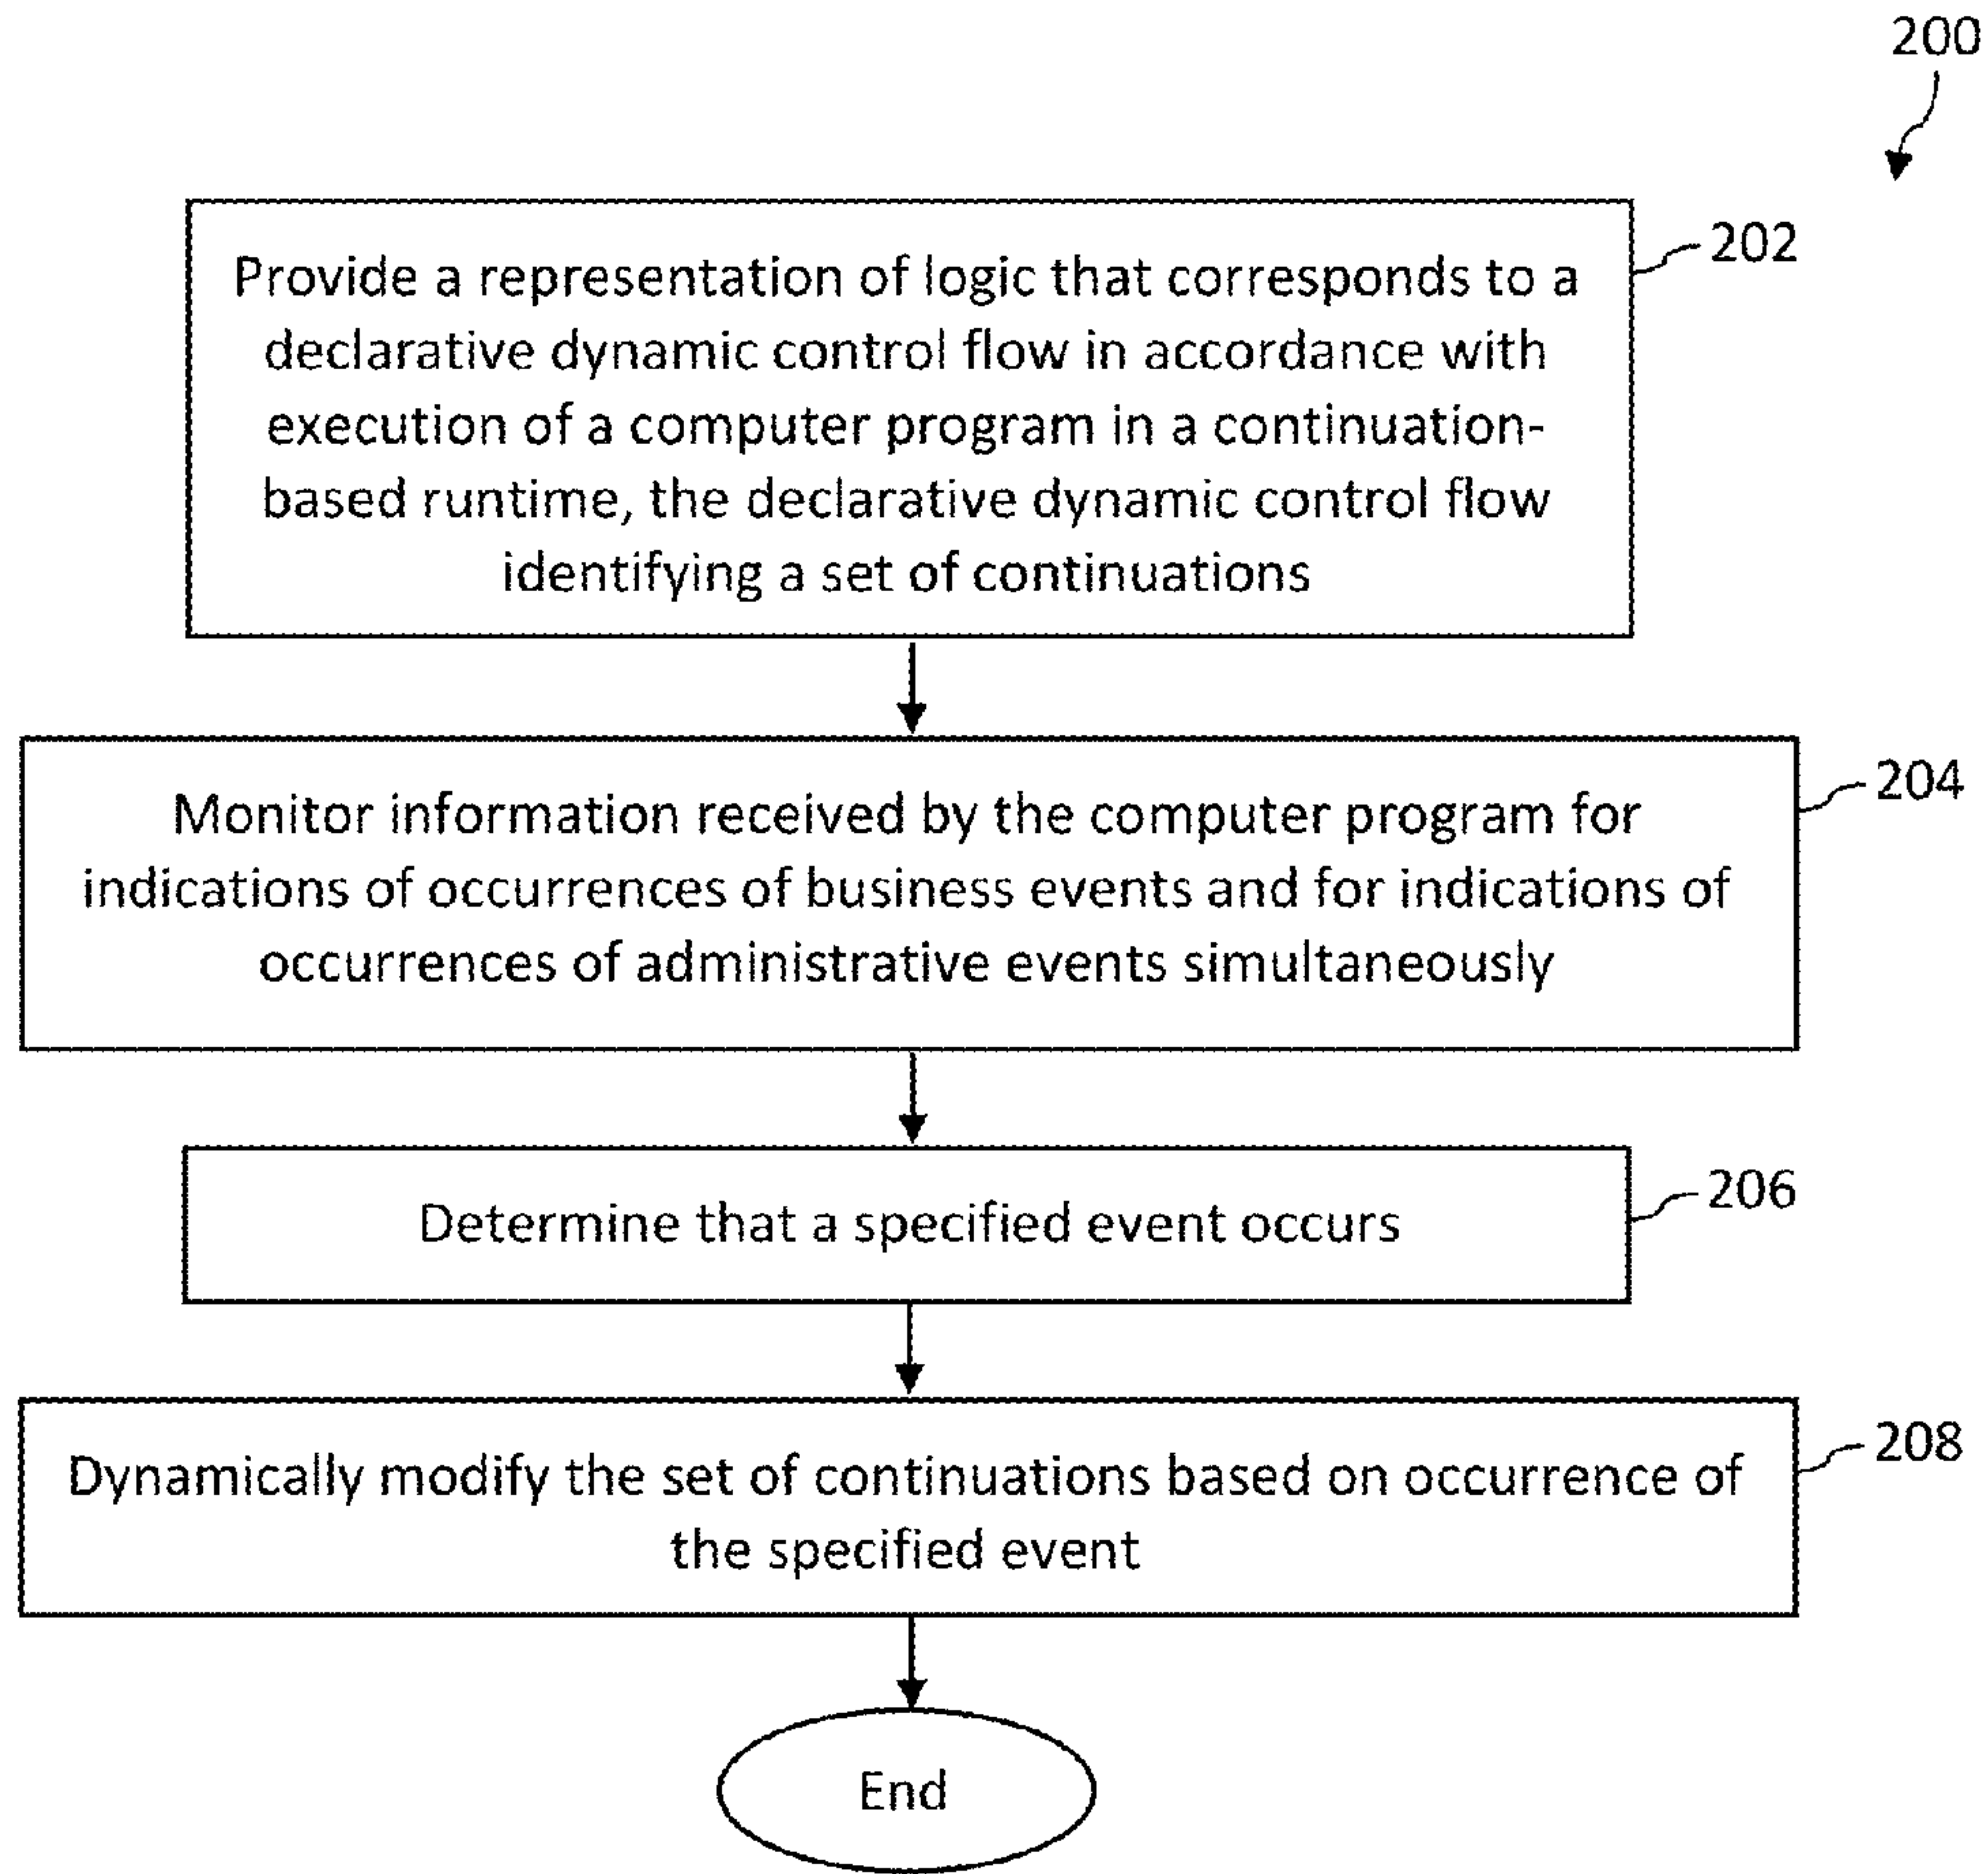 200
202
Provide a representation of logic that corresponds to a
declarative dynamic control flow in accordance with
execution of a computer program in a continuation-
based runtime, the declarative dynamic control flow
identifying a set of continuations
204
Monitor information received by the computer program for
indications of occurrences of business events and for indications of
occurrences of administrative events simultaneously
206
Determine that a specified event occurs
208
Dynamically modify the set of continuations based on occurrence of
the specified event
End